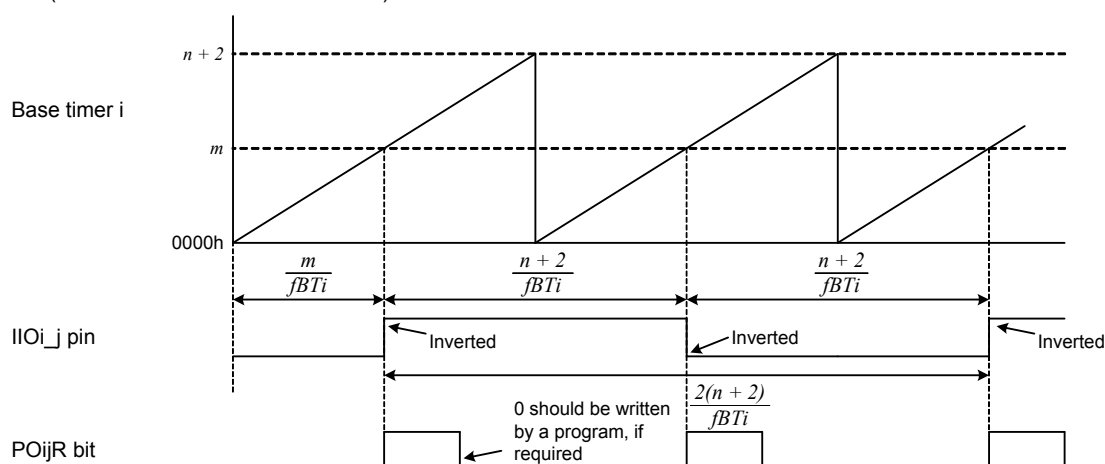 n + 2
Base timer i
m
0000h
m
fBTi
n + 2
fBTi
n + 2
fBTi
IIOi_j pin
Inverted
Inverted
Inverted
2(n + 2)
fBTi
0 should be written
by a program, if
required
POijR bit